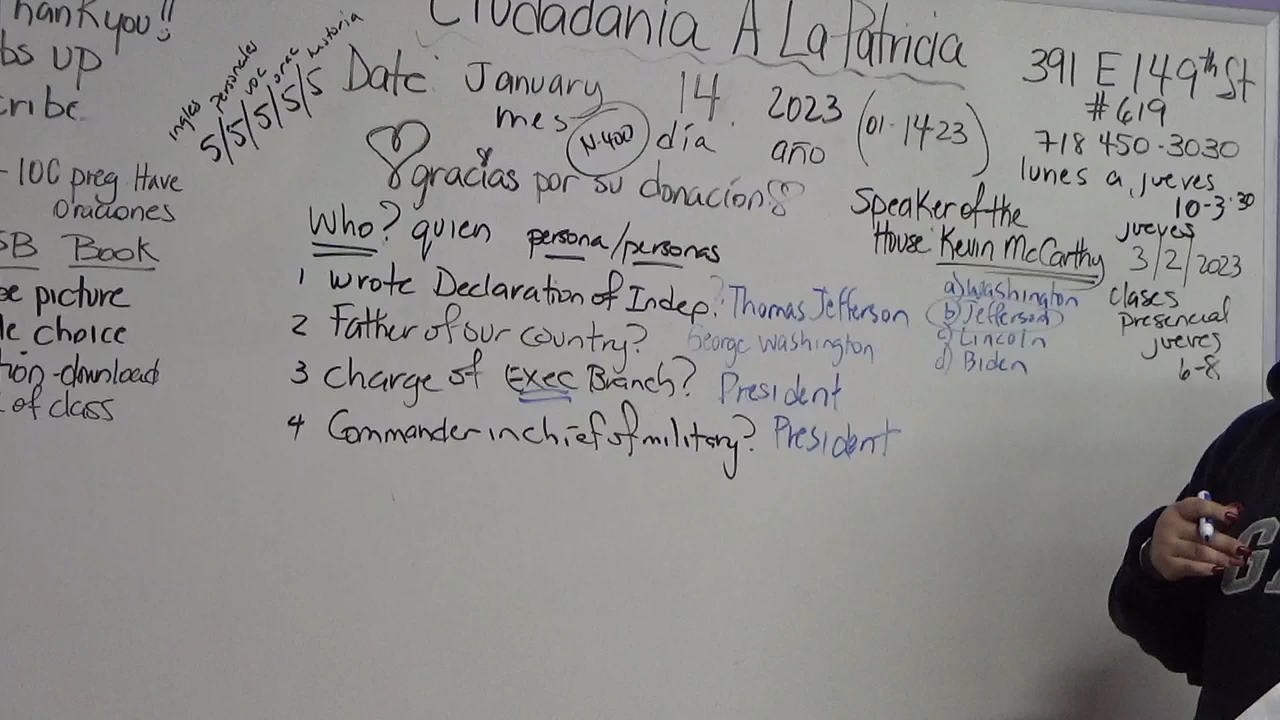 hank you!!
bs up
cribe
- 100 preg. Have
oraciones
SB Book
be picture
le choice
tion-download
of class
ingles personales voc orac historia
5/5/5/5/5
Ciudadania A La Patricia
Date: January 14. 2023 (01-14-23)
mes N-400 día año
gracias por su donación
Who? quien persona/personas
1 wrote Declaration of Indep.? Thomas Jefferson
2 Father of our country? George Washington
3 charge of Exec Branch? President
4 Commander in chief of military? President
Speaker of the
House: Kevin McCarthy
a) Washington
b) Jefferson
c) Lincoln
d) Biden
391 E 149th St
#619
718 450-3030
lunes a jueves
10-3:30
jueves
3/2/2023
clases
presencial
jueves
6-8
G